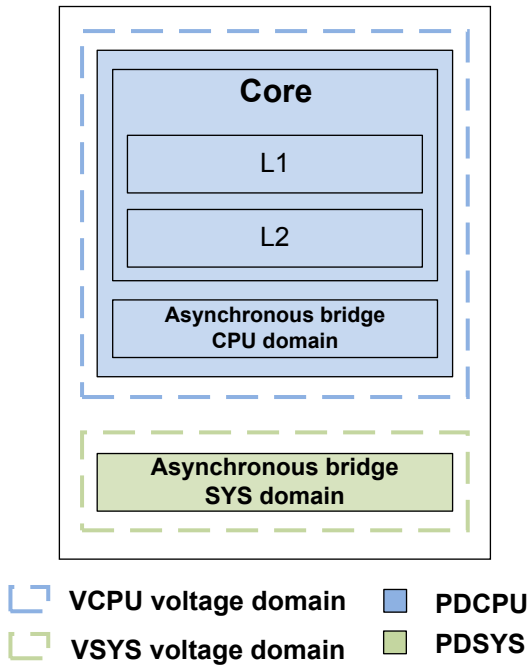 Core
L1
L2
Asynchronous bridge
CPU domain
Asynchronous bridge
SYS domain
VCPU voltage domain
PDCPU
VSYS voltage domain
PDSYS